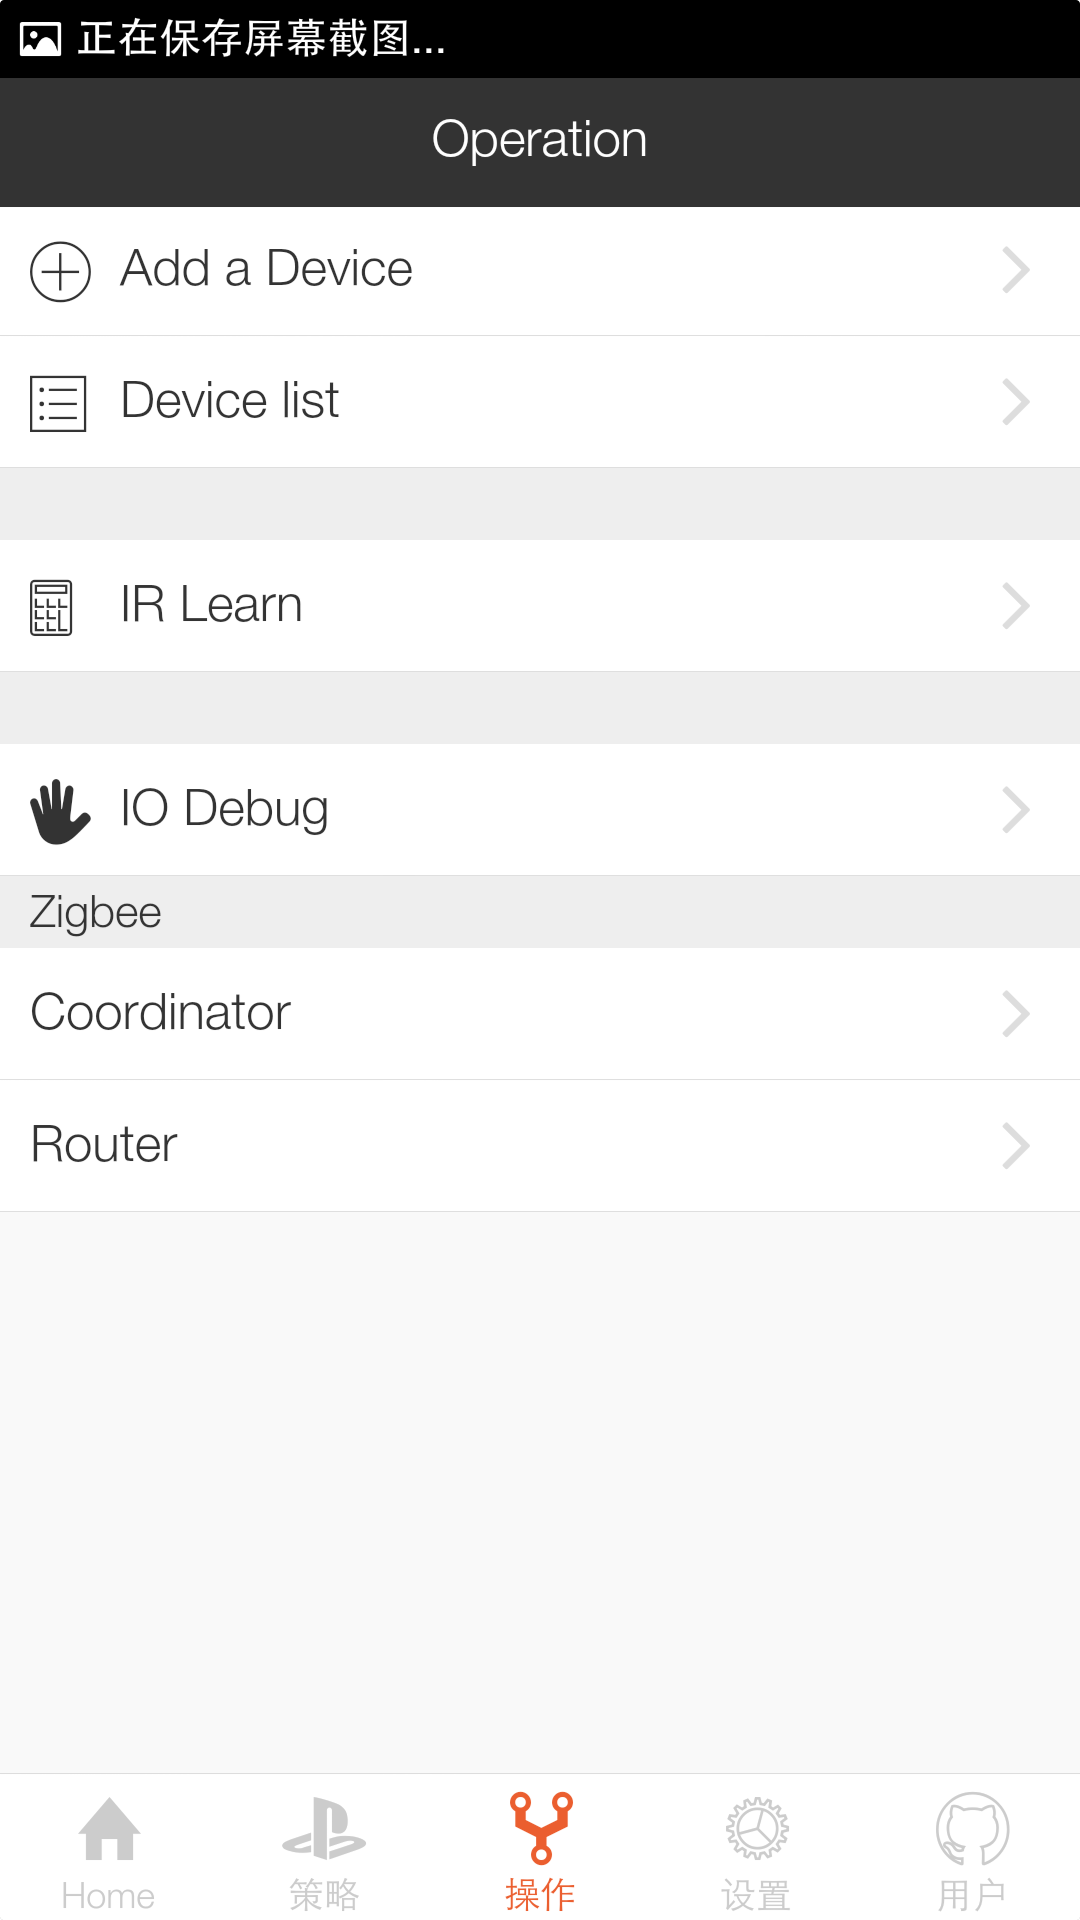 正在保存屏幕截图...
Operation
Add a Device
Device list
IR Learn
IO Debug
Zigbee
Coordinator
Router
Home
策略
操作
设置
用户